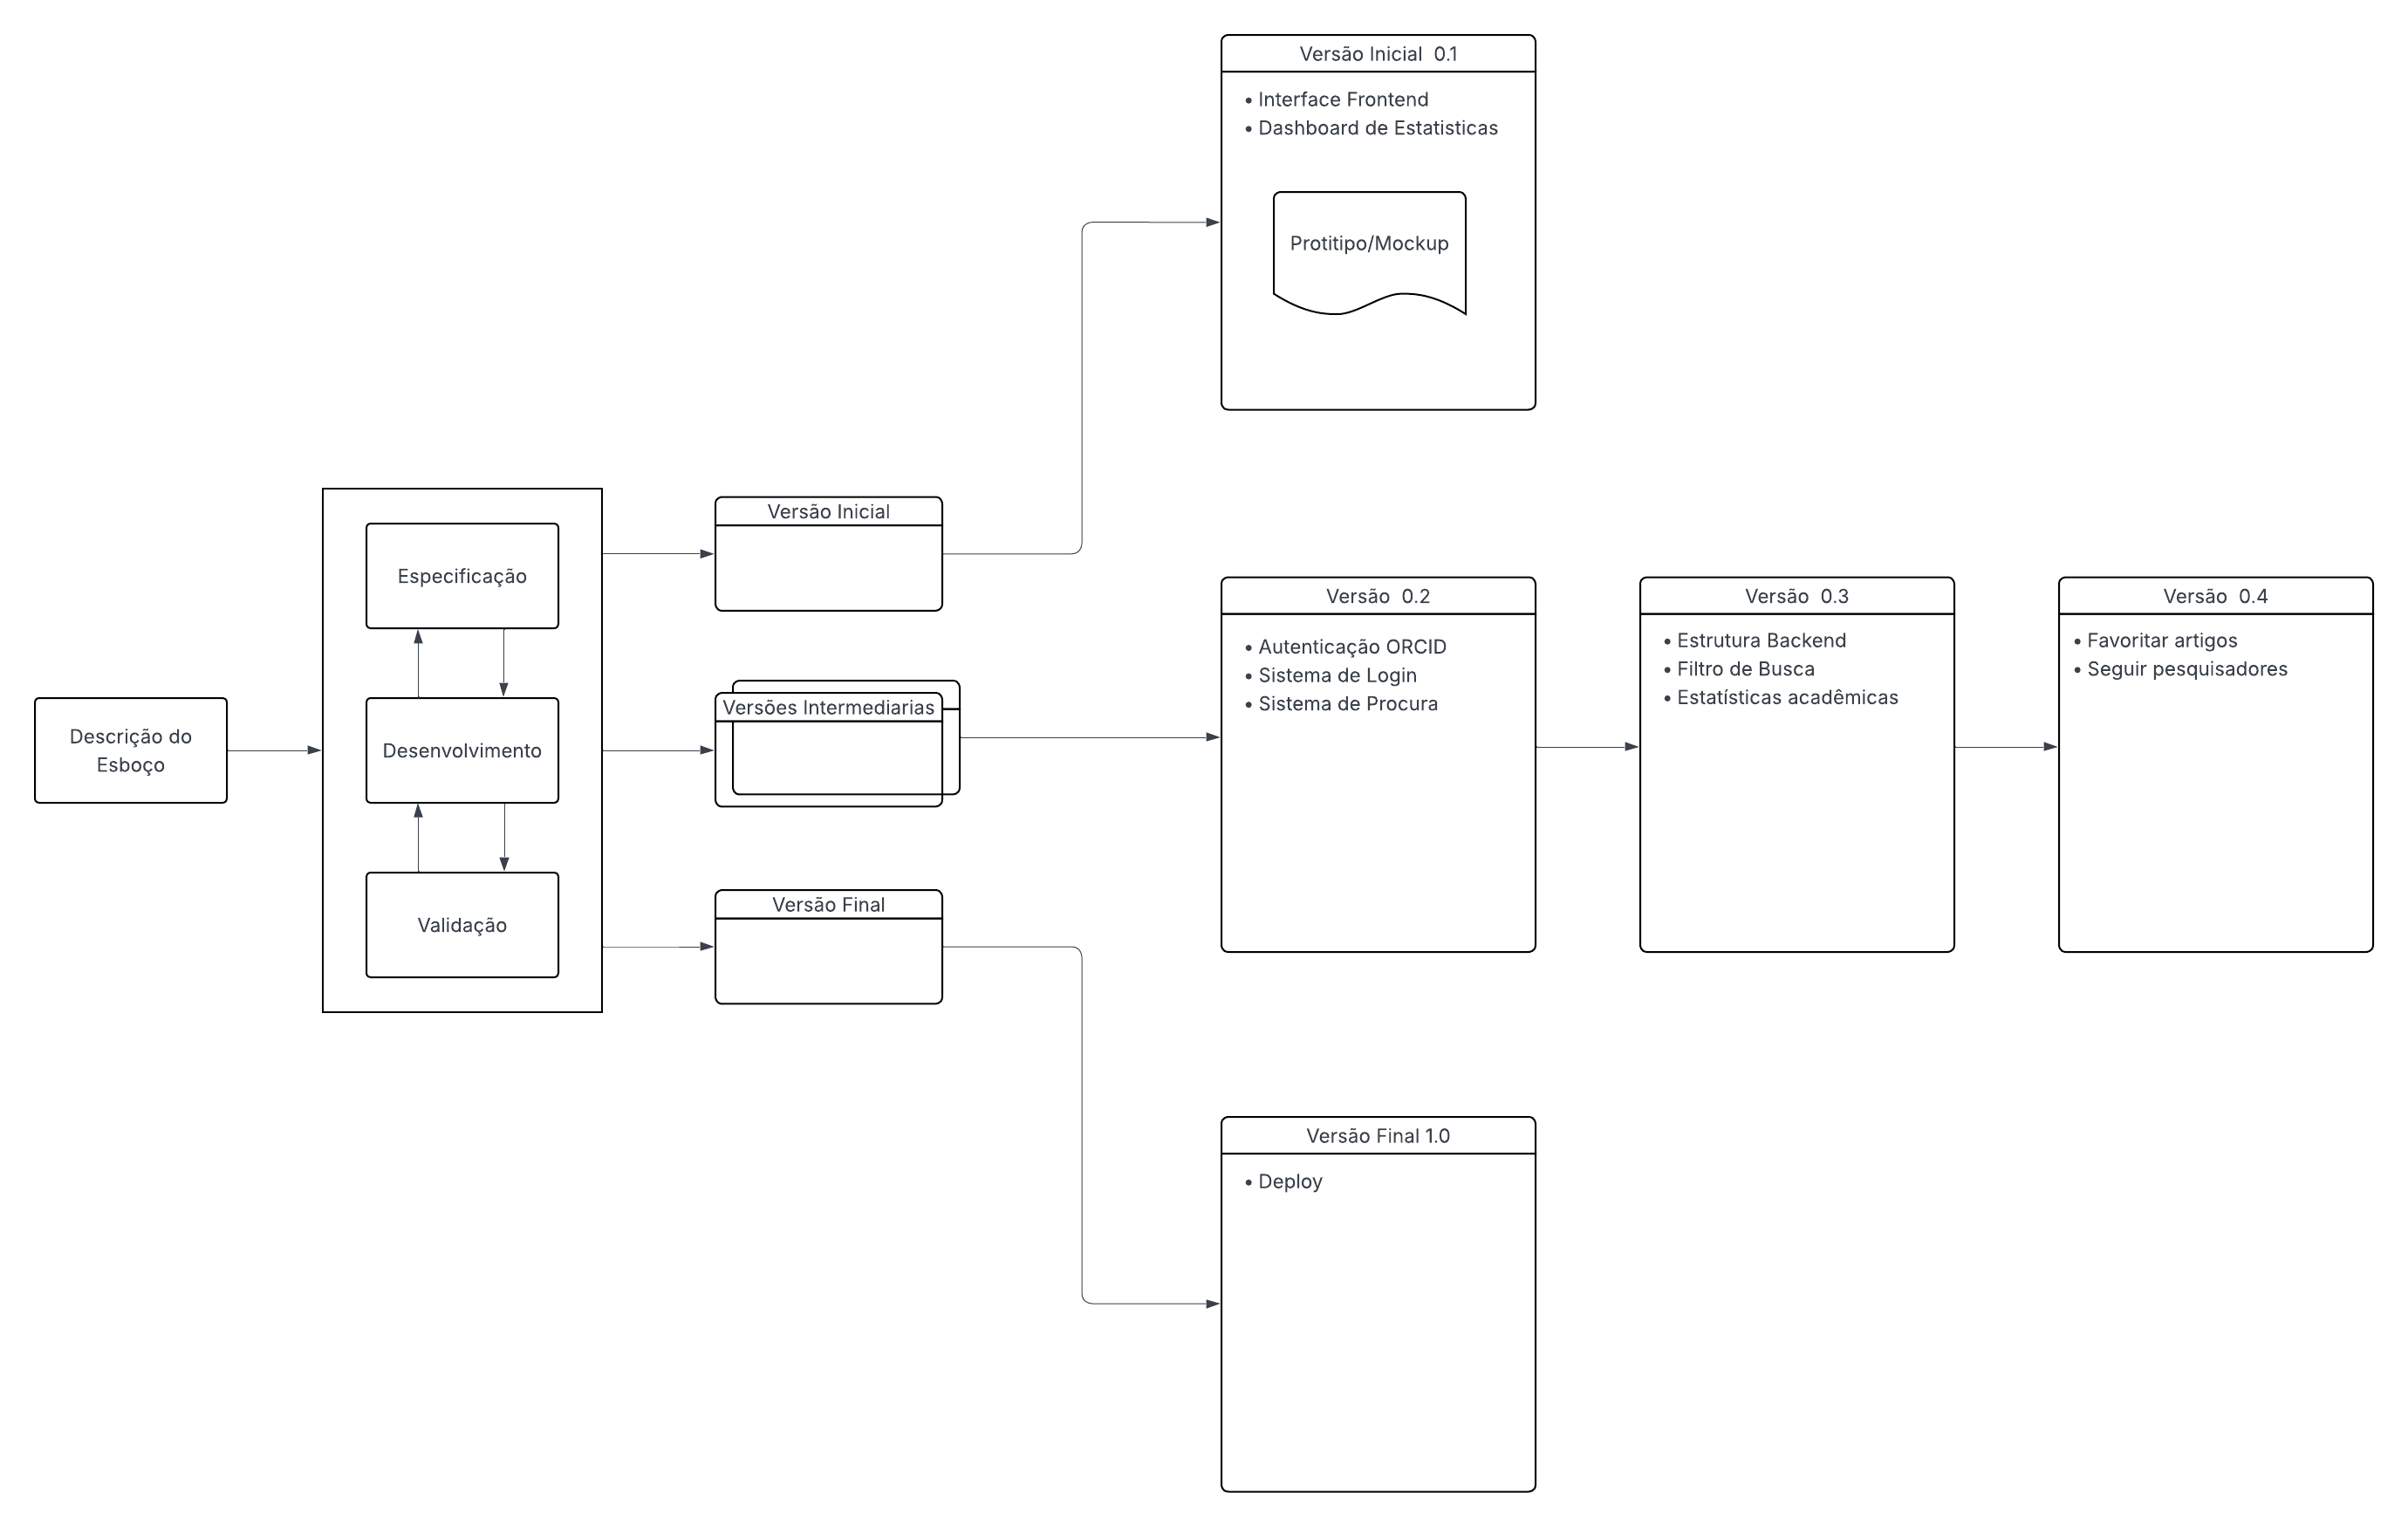 Versão Inicial  0.1
• Interface Frontend
• Dashboard de Estatisticas
Protitipo/Mockup
Descrição do
Esboço
Especificação
Desenvolvimento
Validação
Versão Inicial
Versões Intermediarias
Versão Final
Versão  0.2
• Autenticação ORCID
• Sistema de Login
• Sistema de Procura
Versão  0.3
• Estrutura Backend
• Filtro de Busca
• Estatísticas acadêmicas
Versão  0.4
• Favoritar artigos
• Seguir pesquisadores
Versão Final 1.0
• Deploy